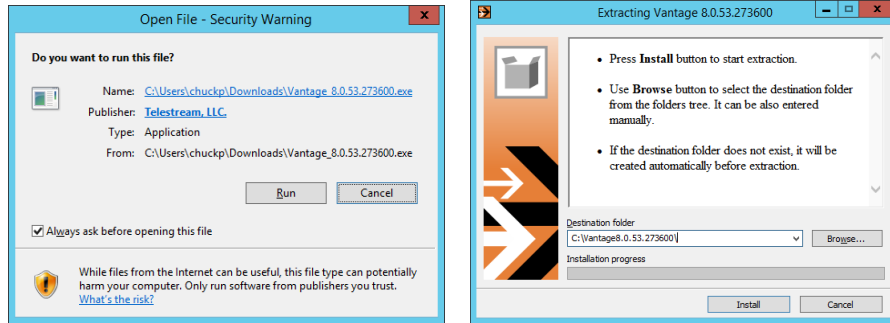 Open File - Security Warning
x
Do you want to run this file?
Name: C:\Users\chuckp\Downloads\Vantage_8.0.53.273600.exe
Publisher: Telestream, LLC.
Type: Application
From: C:\Users\chuckp\Downloads\Vantage_8.0.53.273600.exe
Run Cancel
Always ask before opening this file
While files from the Internet can be useful, this file type can potentially
harm your computer. Only run software from publishers you trust.
What's the risk?
Extracting Vantage 8.0.53.273600
x
• Press Install button to start extraction.
• Use Browse button to select the destination folder
from the folders tree. It can be also entered
manually.
• If the destination folder does not exist, it will be
created automatically before extraction.
Destination folder
C:\Vantage8.0.53.273600\
Browse...
Installation progress
Install Cancel